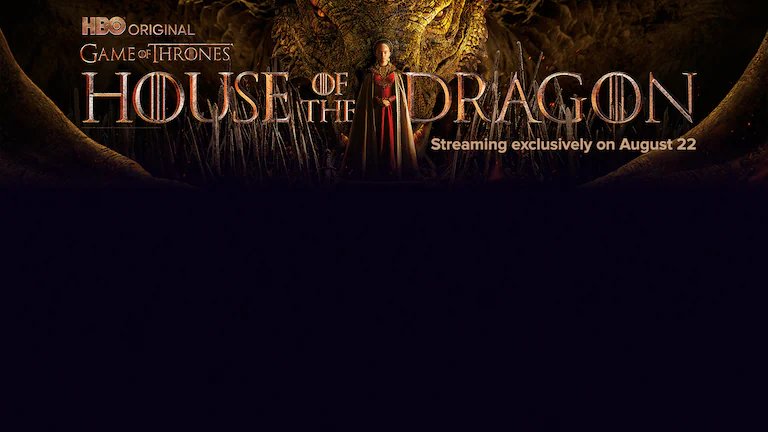 HBO ORIGINAL
GAME OF THRONES
HOUSE OF THE DRAGON
Streaming exclusively on August 22